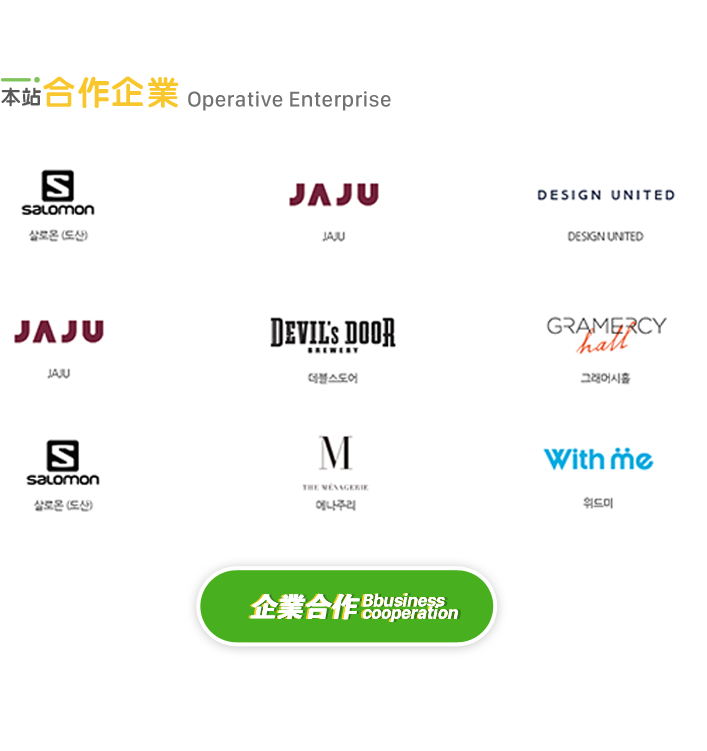 本站合作企業 Operative Enterprise
SALOMON
JAJU
DESIGN UNITED
살로몬 (도산)
JAJU
DESIGN UNITED
JAJU
DEVIL's DOOR
BREWERY
GRAMERCY
hall
JAJU
데블스도어
그래머시홀
SALOMON
M
THE MÉNAGERIE
With me
살로몬 (도산)
메나주리
위드미
企業合作 Bbusiness
cooperation